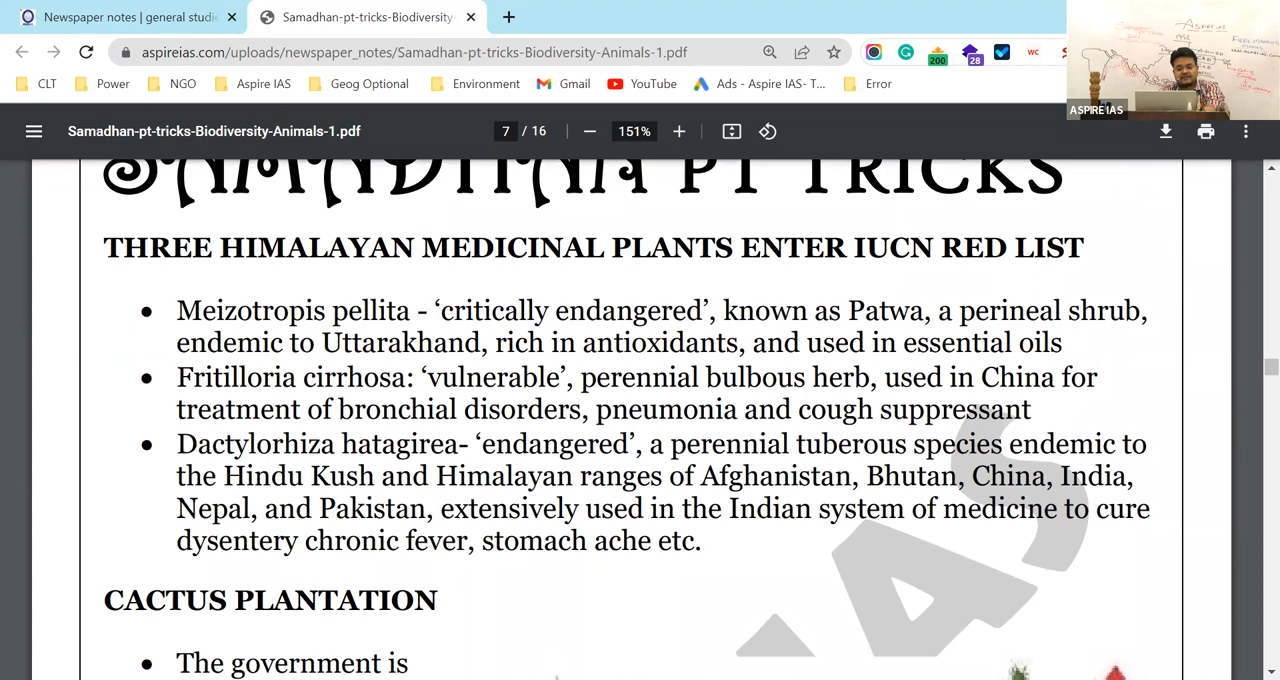 Newspaper notes | general studi
Samadhan-pt-tricks-Biodiversity-
aspireias.com/uploads/newspaper_notes/Samadhan-pt-tricks-Biodiversity-Animals-1.pdf
200
28
WC
CLT
Power
NGO
Aspire IAS
Geog Optional
Environment
Gmail
YouTube
Ads - Aspire IAS- T...
Error
ASPIRE IAS
Samadhan-pt-tricks-Biodiversity-Animals-1.pdf
7 / 16
151%
SAMADHAN PT TRICKS
THREE HIMALAYAN MEDICINAL PLANTS ENTER IUCN RED LIST
• Meizotropis pellita - ‘critically endangered’, known as Patwa, a perineal shrub,
endemic to Uttarakhand, rich in antioxidants, and used in essential oils
• Fritilloria cirrhosa: ‘vulnerable’, perennial bulbous herb, used in China for
treatment of bronchial disorders, pneumonia and cough suppressant
• Dactylorhiza hatagirea- ‘endangered’, a perennial tuberous species endemic to
the Hindu Kush and Himalayan ranges of Afghanistan, Bhutan, China, India,
Nepal, and Pakistan, extensively used in the Indian system of medicine to cure
dysentery chronic fever, stomach ache etc.
CACTUS PLANTATION
• The government is